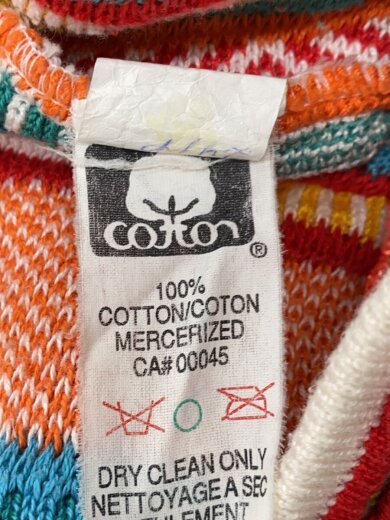 cotton
®
100%
COTTON/COTON
MERCERIZED
CA# 00045
DRY CLEAN ONLY
NETTOYAGE A SEC